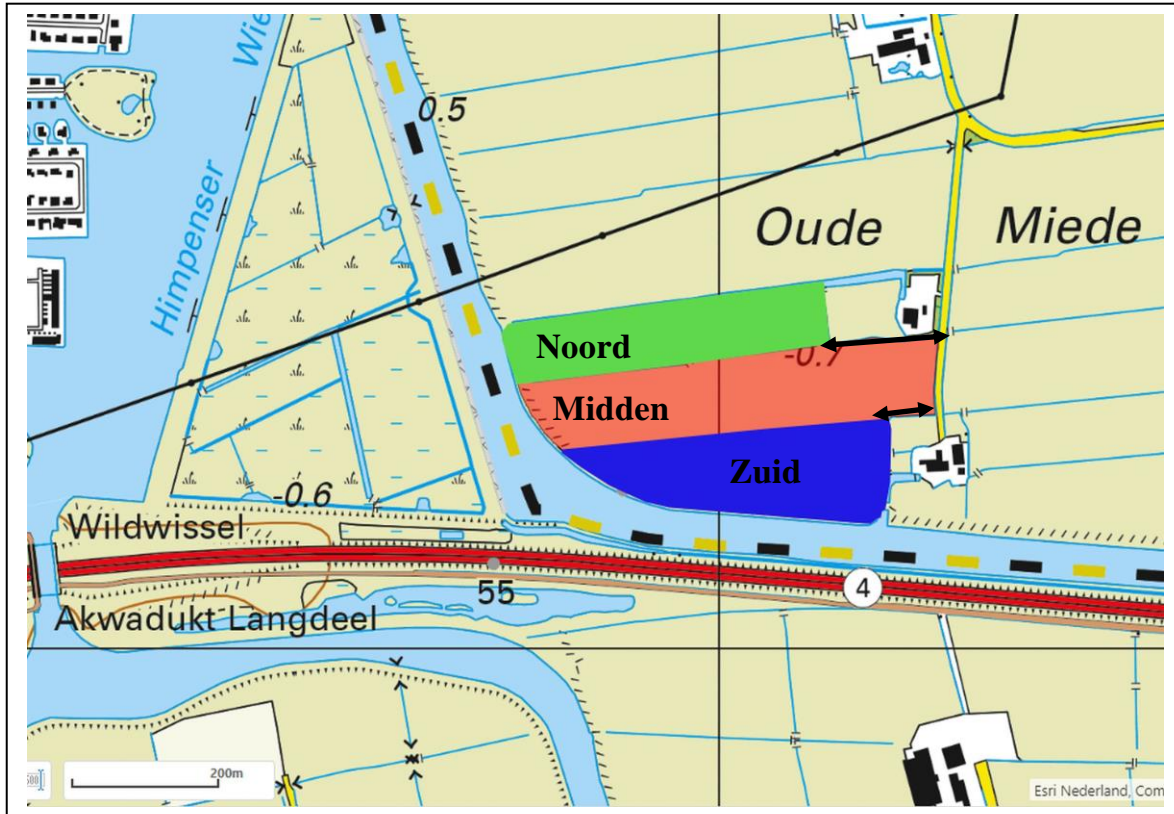 Wie
Himpenser
0.5
Oude Miede
Noord
-0.7
Midden
Zuid
-0.6
Wildwissel
55
4
Akwadukt Langdeel
200m
Esri Nederland, Com